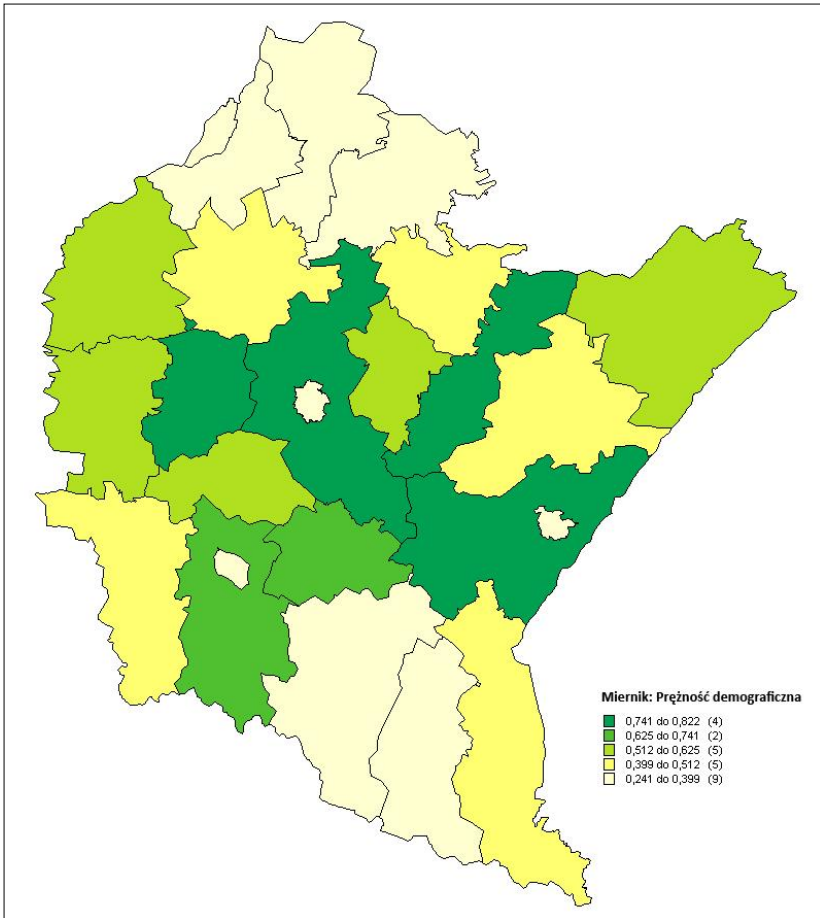 Miernik: Prężność demograficzna
0,741 do 0,822 (4)
0,625 do 0,741 (2)
0,512 do 0,625 (5)
0,399 do 0,512 (5)
0,241 do 0,399 (9)